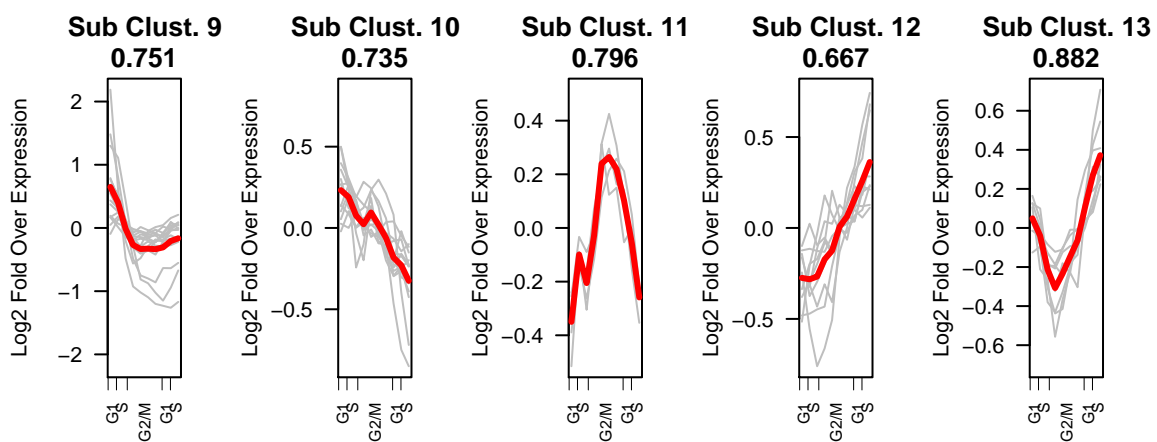 Sub Clust. 9
0.751
Log2 Fold Over Expression
2
1
0
−1
−2
G1
S
G2/M
G1
S
Sub Clust. 10
0.735
Log2 Fold Over Expression
0.5
0.0
−0.5
G1
S
G2/M
G1
S
Sub Clust. 11
0.796
Log2 Fold Over Expression
0.4
0.2
0.0
−0.2
−0.4
G1
S
G2/M
G1
S
Sub Clust. 12
0.667
Log2 Fold Over Expression
0.5
0.0
−0.5
G1
S
G2/M
G1
S
Sub Clust. 13
0.882
Log2 Fold Over Expression
0.6
0.4
0.2
0.0
−0.2
−0.4
−0.6
G1
S
G2/M
G1
S